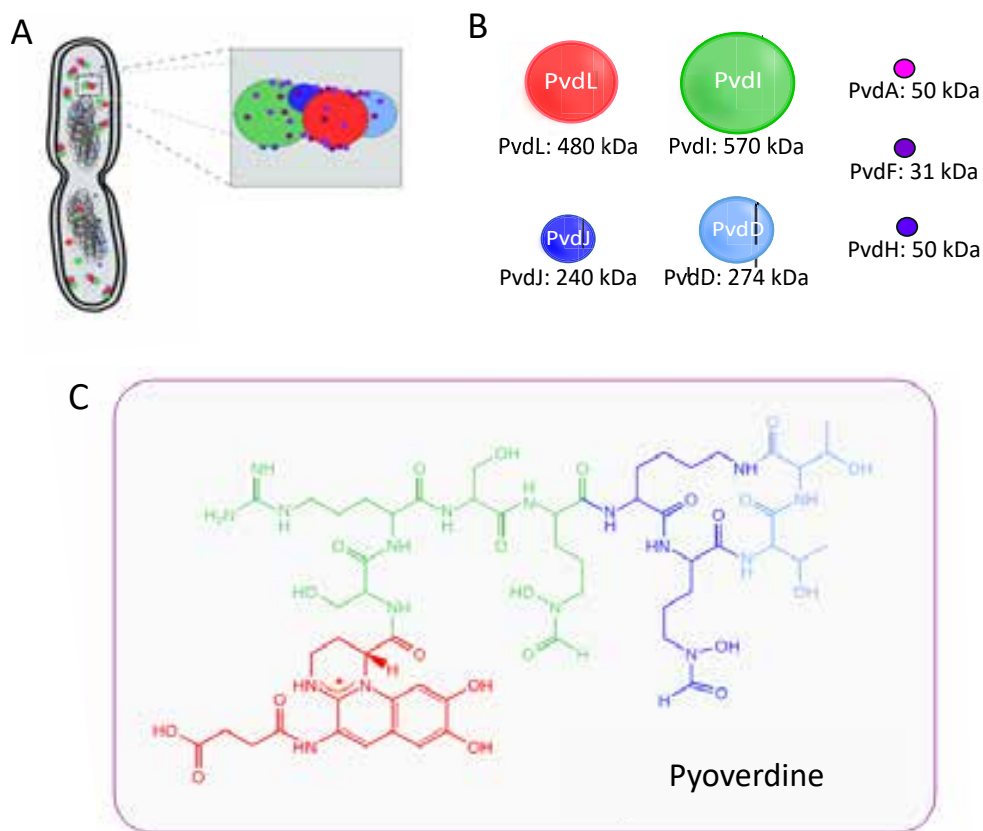 A
B
PvdL
PvdI
PvdA: 50 kDa
PvdL: 480 kDa
PvdI: 570 kDa
PvdF: 31 kDa
PvdJ
PvdD
PvdH: 50 kDa
PvdJ: 240 kDa
PvdD: 274 kDa
C
OH
O
NH
O
O
NH
O
OH
H₂N
N
H
N
H
N
H
O
N
H
O
O
O
NH
O
NH
HN
O
N
H
HO
NH
HO
N
OH
O
H
N
OH
O
H
O
HN
N
H
OH
O
HO
HN
OH
O
Pyoverdine